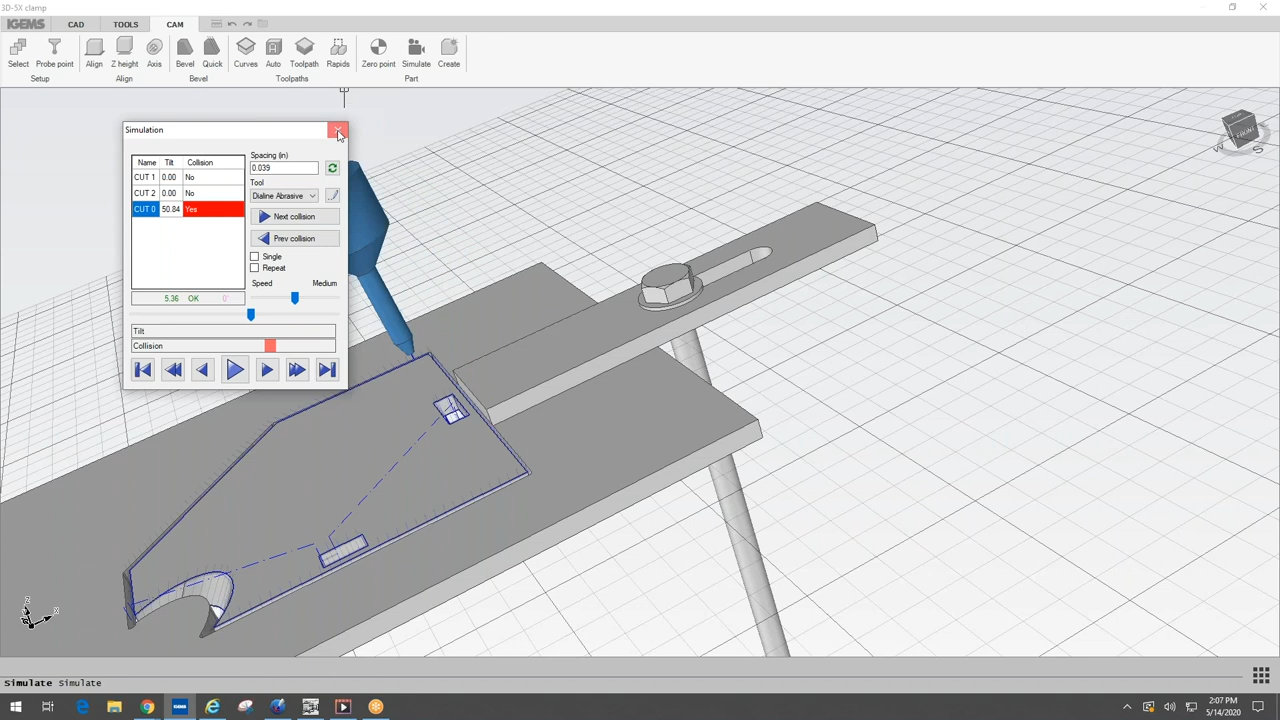 3D-5X clamp
IGEMS CAD TOOLS CAM
Select Probe point Align Z height Axis Bevel Quick Curves Auto Toolpath Rapids Zero point Simulate Create
Setup Align Bevel Toolpaths Part
Simulation
Name Tilt Collision
CUT 1 0.00 No
CUT 2 0.00 No
CUT 0 50.84 Yes
5.36 OK 0'
Spacing (in)
0.039
Tool
Dialine Abrasive
Next collision
Prev collision
Single
Repeat
Speed Medium
Tilt
Collision
FRONT
W S
Z
X
Simulate Simulate
IGEMS
2:07 PM
5/14/2020